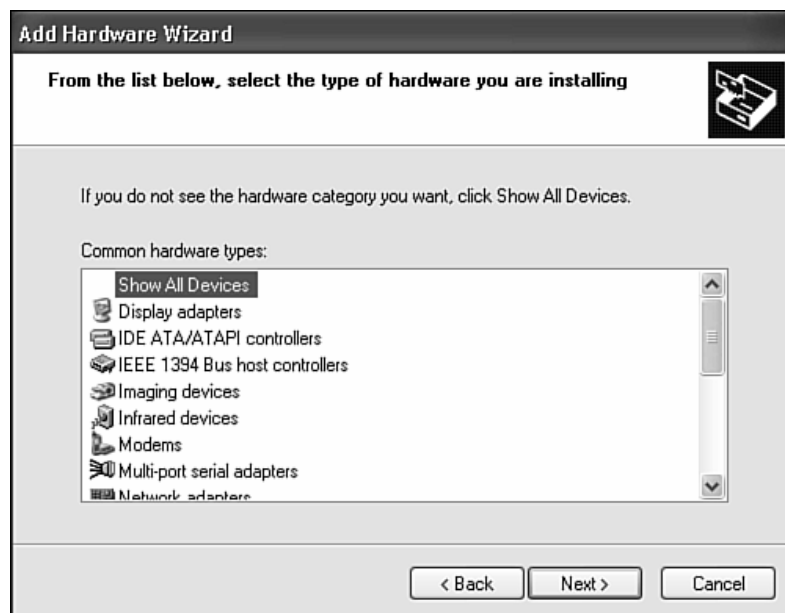 Add Hardware Wizard
From the list below, select the type of hardware you are installing
If you do not see the hardware category you want, click Show All Devices.
Common hardware types:
Show All Devices
Display adapters
IDE ATA/ATAPI controllers
IEEE 1394 Bus host controllers
Imaging devices
Infrared devices
Modems
Multi-port serial adapters
Network adapters
< Back Next > Cancel